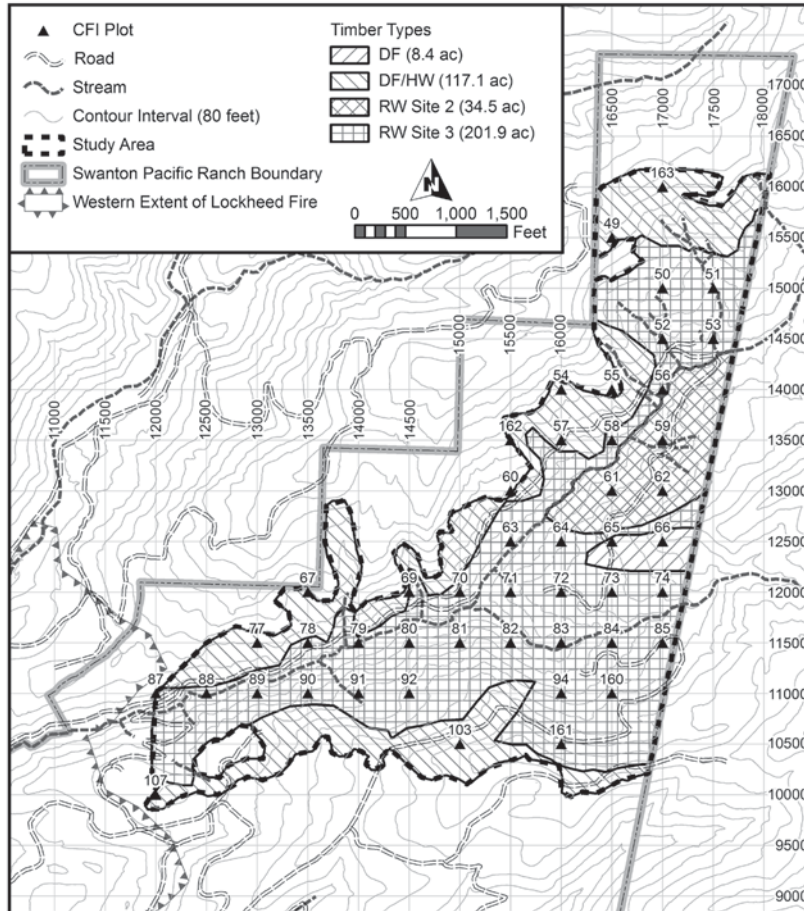 CFI Plot
Road
Stream
Contour Interval (80 feet)
Study Area
Swanton Pacific Ranch Boundary
Western Extent of Lockheed Fire
Timber Types
DF (8.4 ac)
DF/HW (117.1 ac)
RW Site 2 (34.5 ac)
RW Site 3 (201.9 ac)
N
0 500 1,000 1,500
Feet
16500 17000 17500 18000
17000
16500
163
16000
49
15500
50 51
15000
52 53
15000 15500 16000
14500
54 55 56
14000
11000 12000 12500 13000 13500 14000 14500
162 57 58 59
13500
60 61 62
13000
63 64 65 66
12500
67 69 70 71 72 73 74
12000
77 78 79 80 81 82 83 84 85
11500
87 88 89 90 91 92 94 160
11000
103 161
10500
107
10000
9000